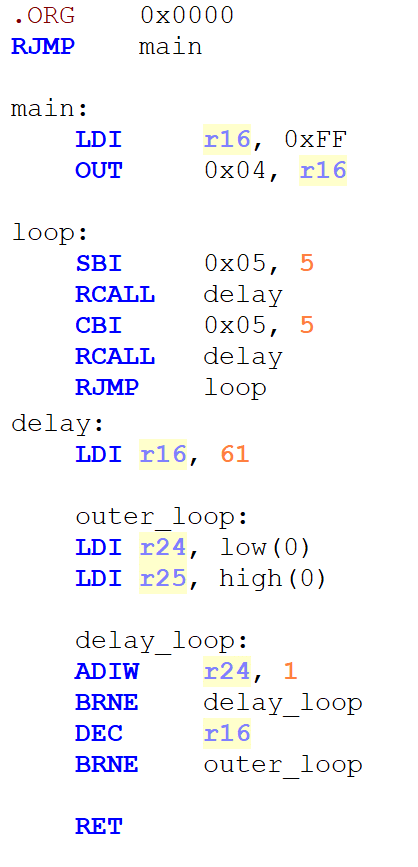 .ORG 0x0000
RJMP main
main:
LDI r16, 0xFF
OUT 0x04, r16
loop:
SBI 0x05, 5
RCALL delay
CBI 0x05, 5
RCALL delay
RJMP loop
delay:
LDI r16, 61
outer_loop:
LDI r24, low(0)
LDI r25, high(0)
delay_loop:
ADIW r24, 1
BRNE delay_loop
DEC r16
BRNE outer_loop
RET